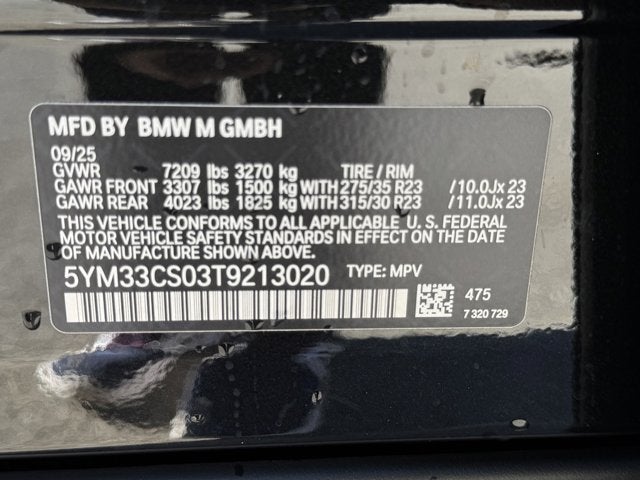 MFD BY BMW M GMBH
09/25
GVWR 7209 lbs 3270 kg TIRE / RIM
GAWR FRONT 3307 lbs 1500 kg WITH 275/35 R23 /10.0Jx 23
GAWR REAR 4023 lbs 1825 kg WITH 315/30 R23 /11.0Jx 23
THIS VEHICLE CONFORMS TO ALL APPLICABLE U. S. FEDERAL
MOTOR VEHICLE SAFETY STANDARDS IN EFFECT ON THE DATE
OF MANUFACTURE SHOWN ABOVE.
5YM33CS03T9213020 TYPE: MPV
475
7 320 729